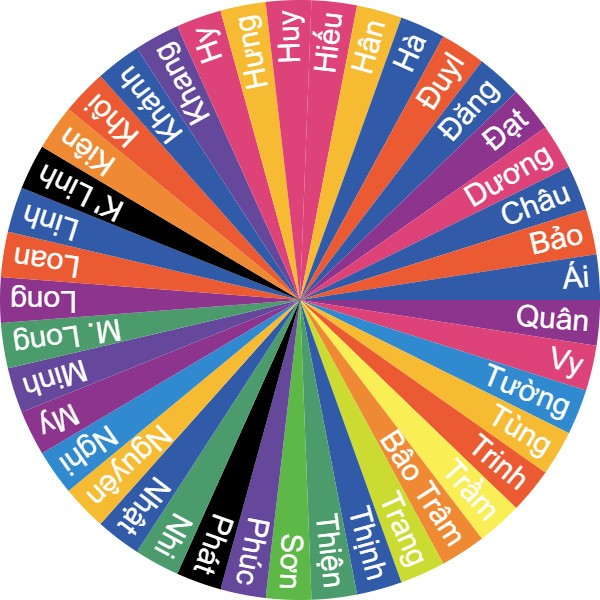 Ái
Bảo
Châu
Dương
Đạt
Đăng
Đuyl
Hà
Hân
Hiếu
Huy
Hưng
Hy
Khang
Khánh
Khôi
Kiên
K' Linh
Linh
Loan
Long
M. Long
Minh
My
Nghi
Nguyên
Nhật
Nhi
Phát
Phúc
Sơn
Thiện
Thịnh
Trang
Bâo Trâm
Trầm
Trinh
Tùng
Tường
Vy
Quân